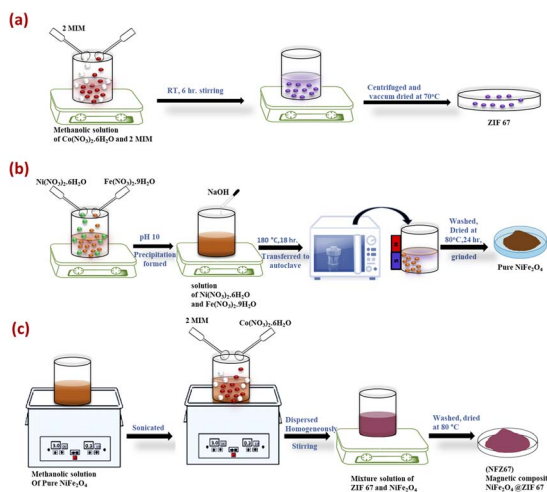 (a)
2 MIM
RT, 6 hr. stirring
Centrifuged and
vaccum dried at 70°C
Methanolic solution
of Co(NO3)2.6H2O and 2 MIM
ZIF 67
(b)
Ni(NO3)2.6H2O
Fe(NO3)2.9H2O
NaOH
pH 10
Precipitation
formed
180 °C,18 hr.
Transferred to
autoclave
Washed,
Dried at
80°C,24 hr,
grinded
solution
of Ni(NO3)2.6H2O
and Fe(NO3)2.9H2O
Pure NiFe2O4
(c)
2 MIM
Co(NO3)2.6H2O
Sonicated
Dispersed
Homogeneously
Stirring
Washed, dried
at 80 °C
Methanolic solution
Of Pure NiFe2O4
Mixture solution of
ZIF 67 and NiFe2O4
(NFZ67)
Magnetic composit
NiFe2O4@ZIF 67